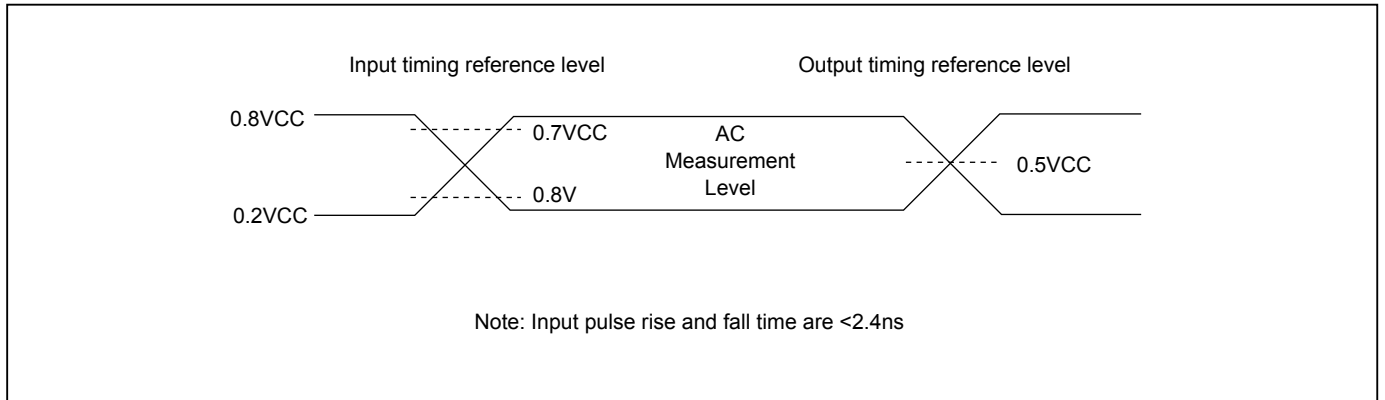 Input timing reference level
Output timing reference level
0.8VCC
0.7VCC
AC
Measurement
Level
0.5VCC
0.8V
0.2VCC
Note: Input pulse rise and fall time are <2.4ns